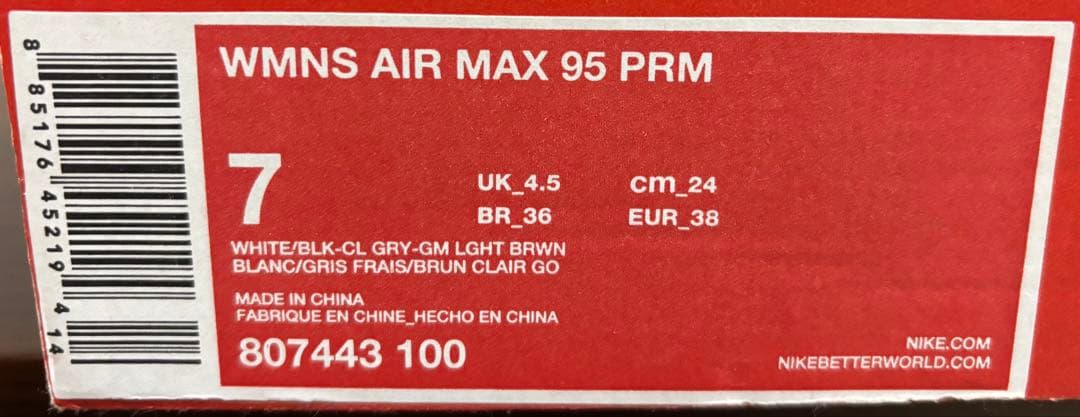 WMNS AIR MAX 95 PRM
7
UK_4.5 cm_24
BR_36 EUR_38
WHITE/BLK-CL GRY-GM LGHT BRWN
BLANC/GRIS FRAIS/BRUN CLAIR GO
MADE IN CHINA
FABRIQUE EN CHINE_HECHO EN CHINA
807443 100
NIKE.COM
NIKEBETTERWORLD.COM
8 85176 45219 4 14